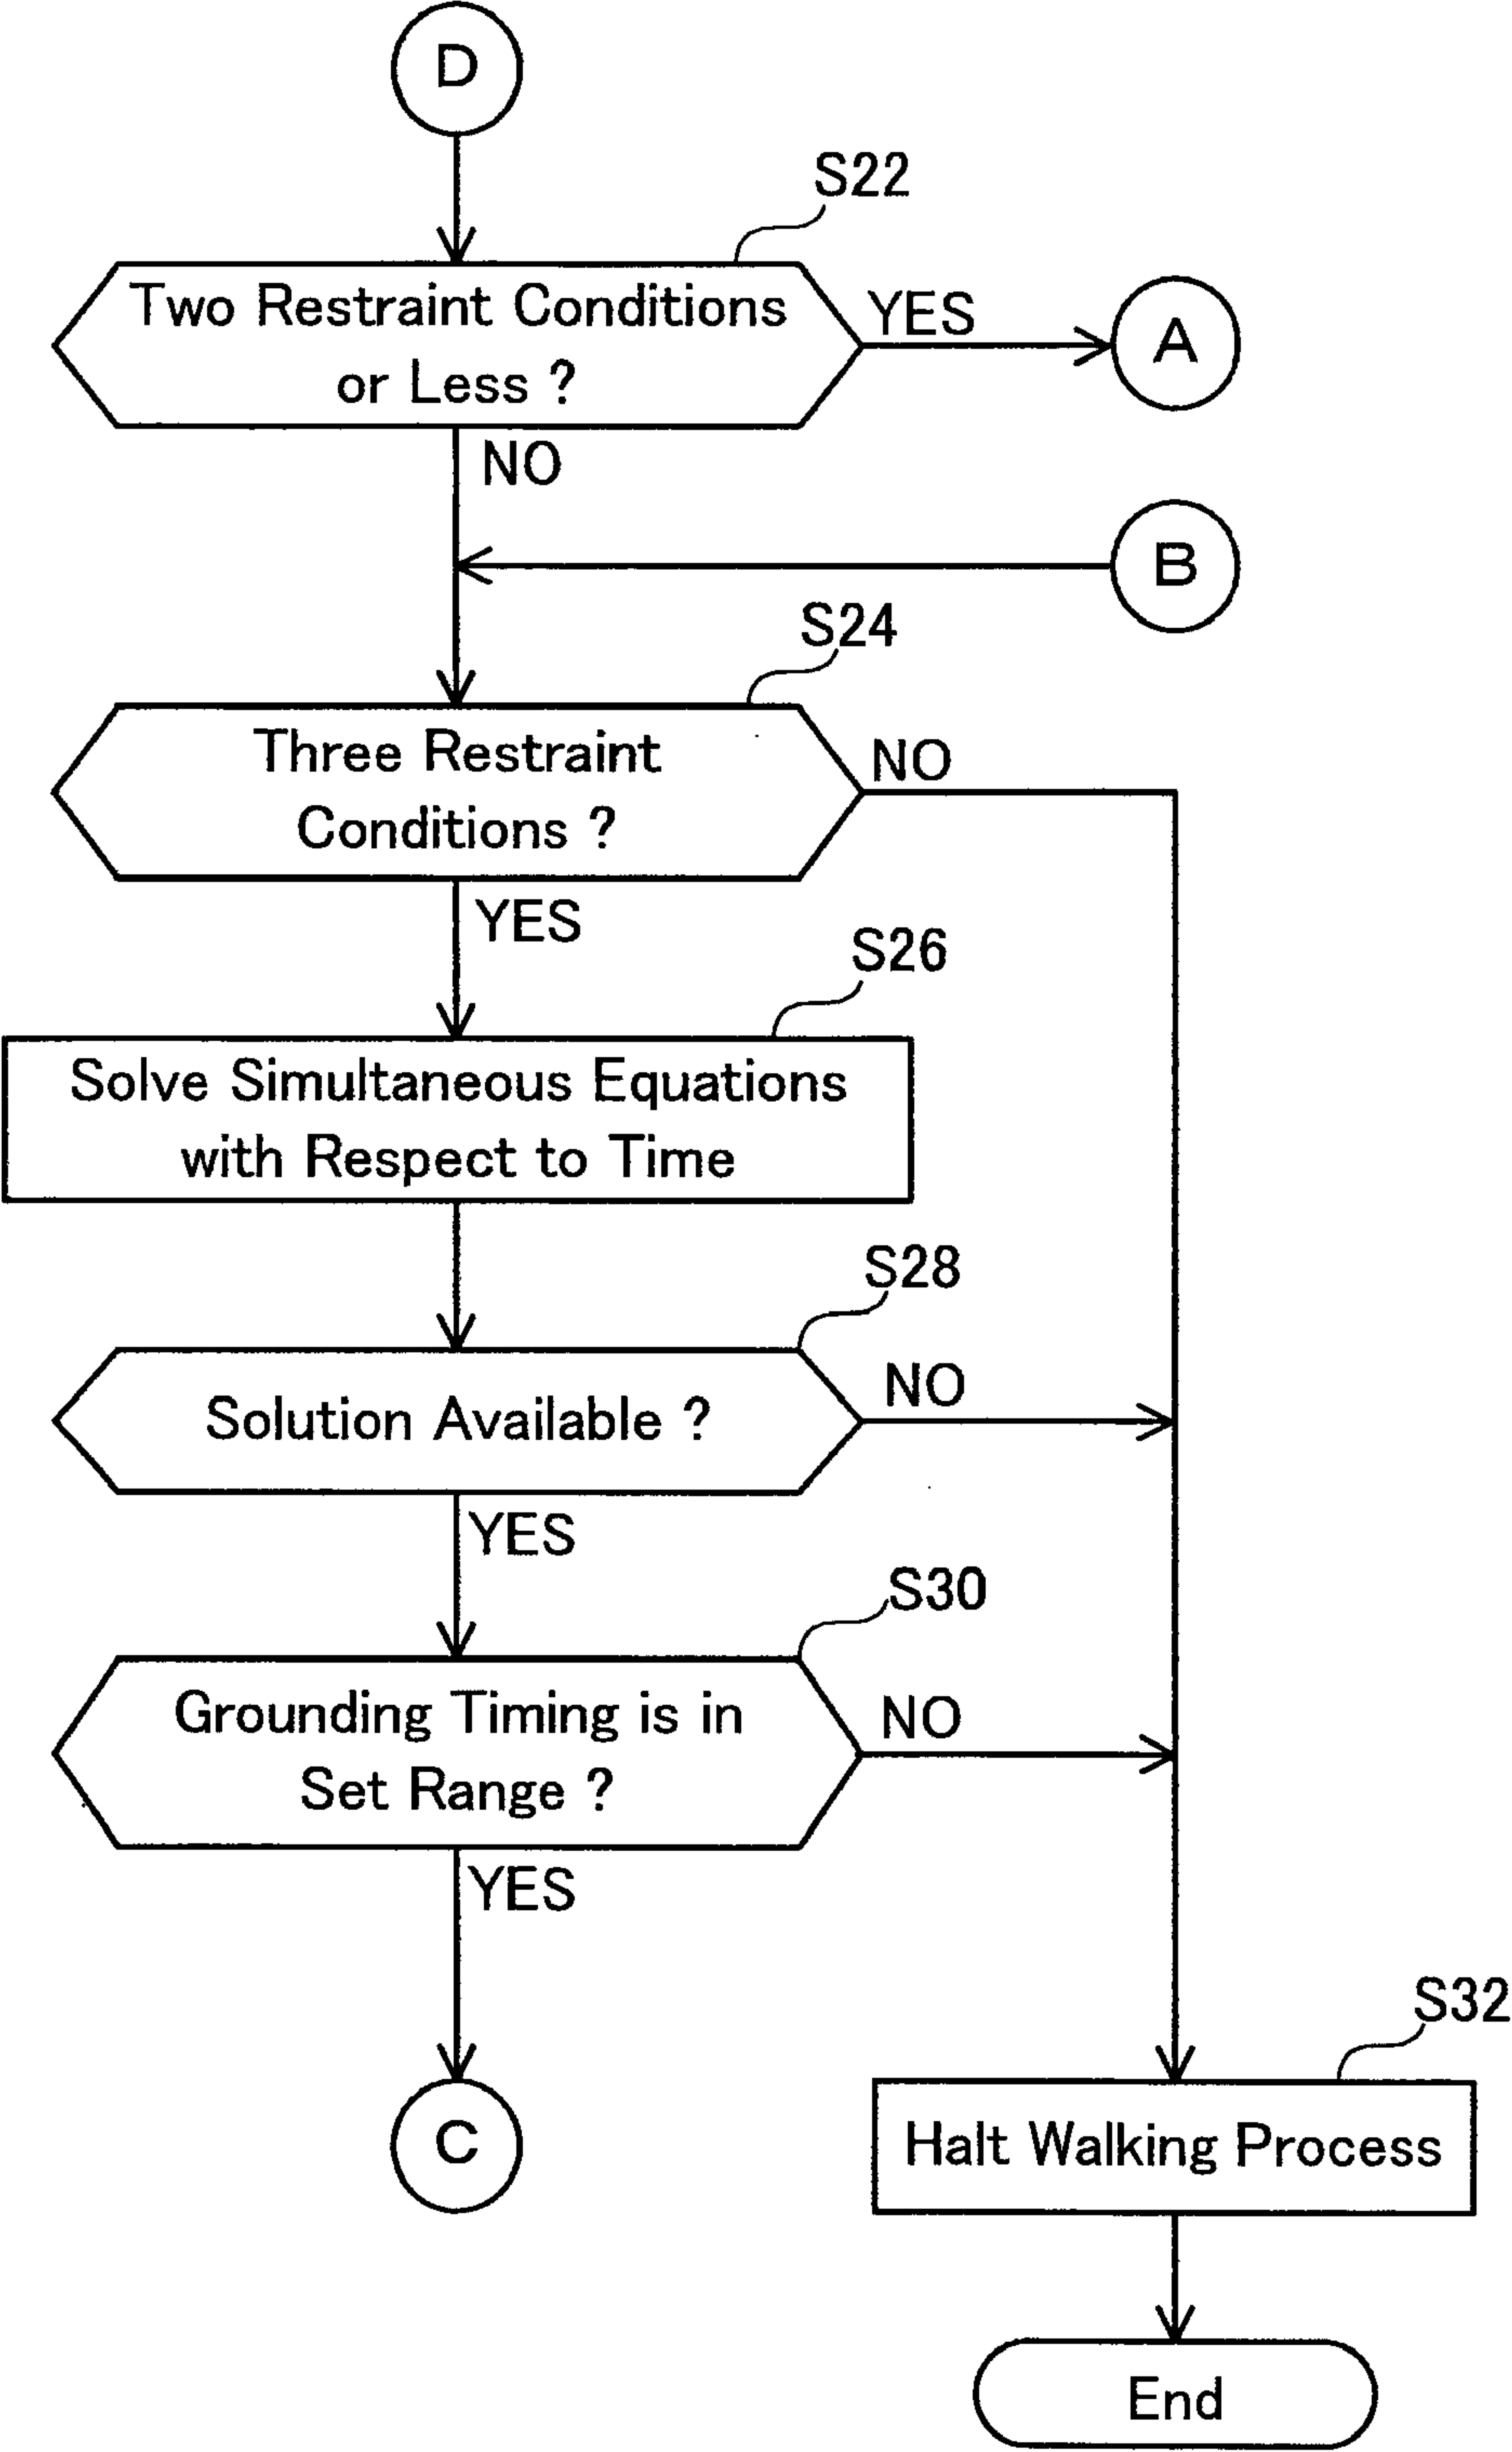 D
S22
Two Restraint Conditions
or Less ?
YES
A
NO
B
S24
Three Restraint
Conditions ?
NO
YES
S26
Solve Simultaneous Equations
with Respect to Time
S28
Solution Available ?
NO
YES
S30
Grounding Timing is in
Set Range ?
NO
YES
S32
C
Halt Walking Process
End